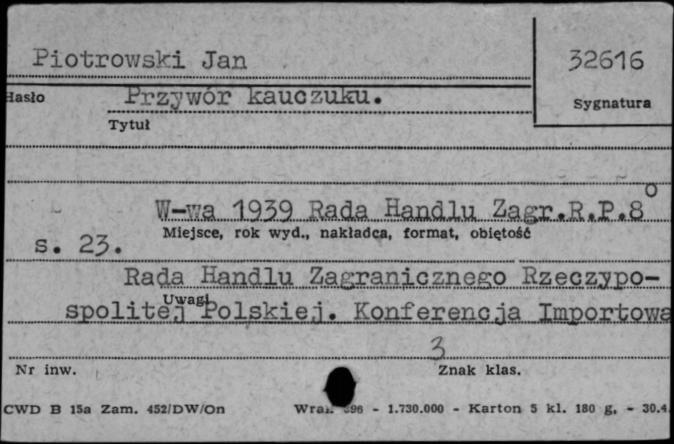 Piotrowski Jan
32616
Hasło
Przywór kauczuku.
Sygnatura
Tytuł
W-wa 1939 Rada Handlu Zagr.R.P.8°
Miejsce, rok wyd., nakładca, format, objętość
s. 23.
Rada Handlu Zagranicznego Rzeczypo-
Uwagi
spolitej Polskiej. Konferencja Importowa
3
Nr inw.
Znak klas.
CWD B 15a Zam. 452/DW/On
96 - 1.730.000 - Karton 5 kl. 180 g. - 30.4